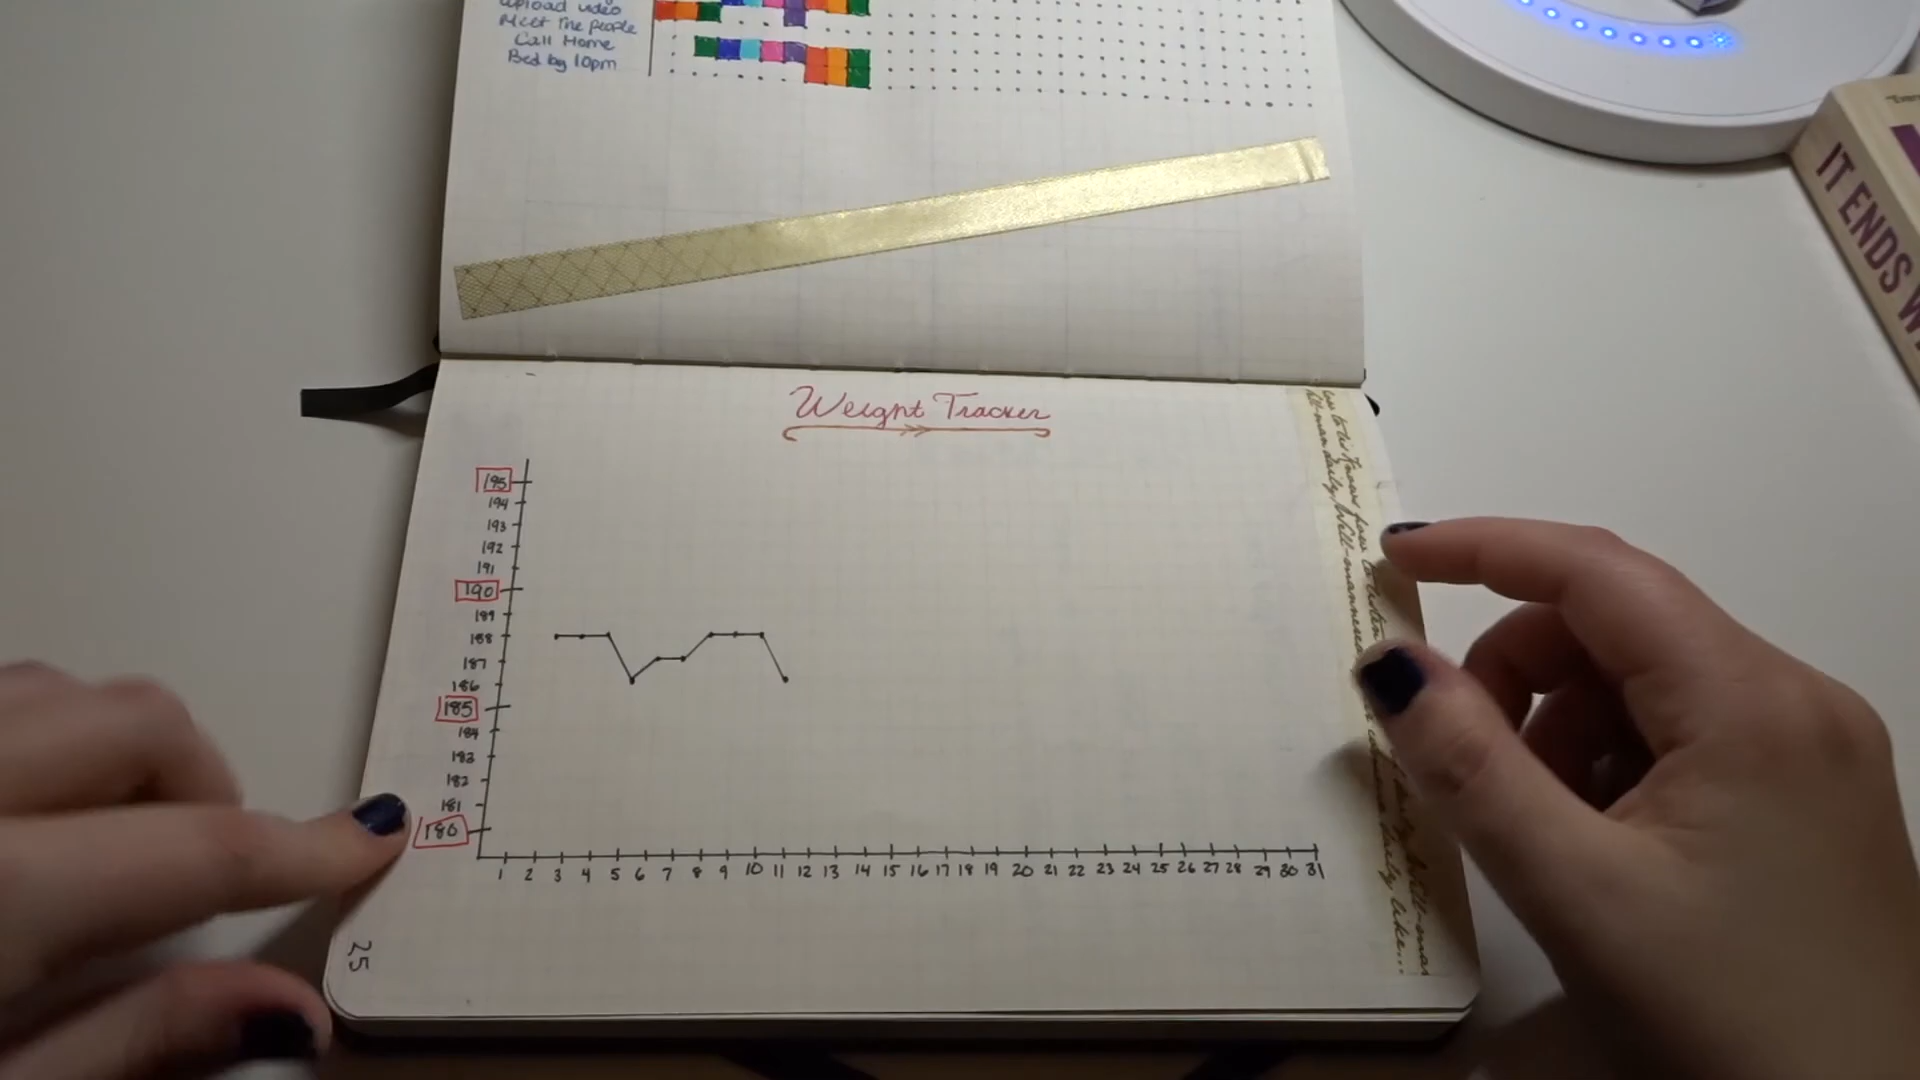 Upload video
Meet the people
Call Home
Bed by 10pm
IT ENDS W
Weight Tracker
195
194
193
192
191
190
189
188
187
186
185
184
183
182
181
180
1 2 3 4 5 6 7 8 9 10 11 12 13 14 15 16 17 18 19 20 21 22 23 24 25 26 27 28 29 30 31
25